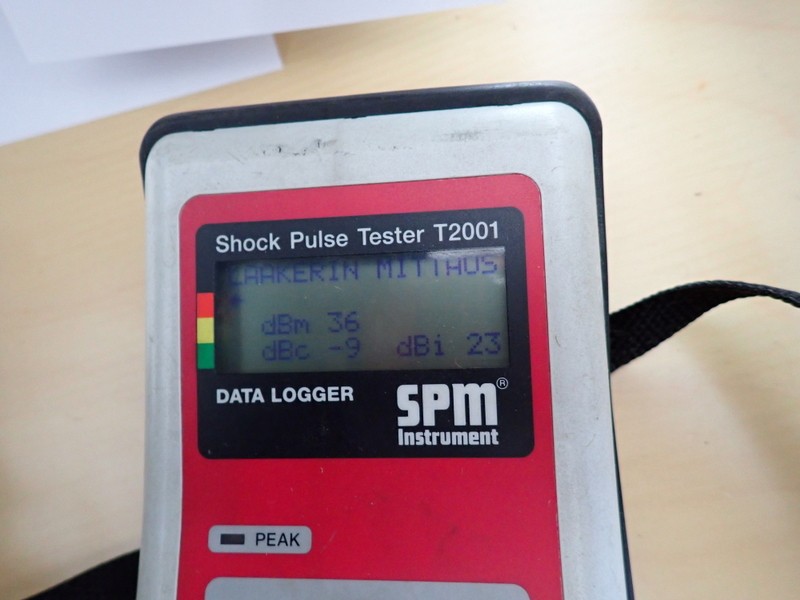 Shock Pulse Tester T2001
LAAKERIN MITTAUS
*
dBm 36
dBc -9 dBi 23
DATA LOGGER
SPM®
Instrument
PEAK